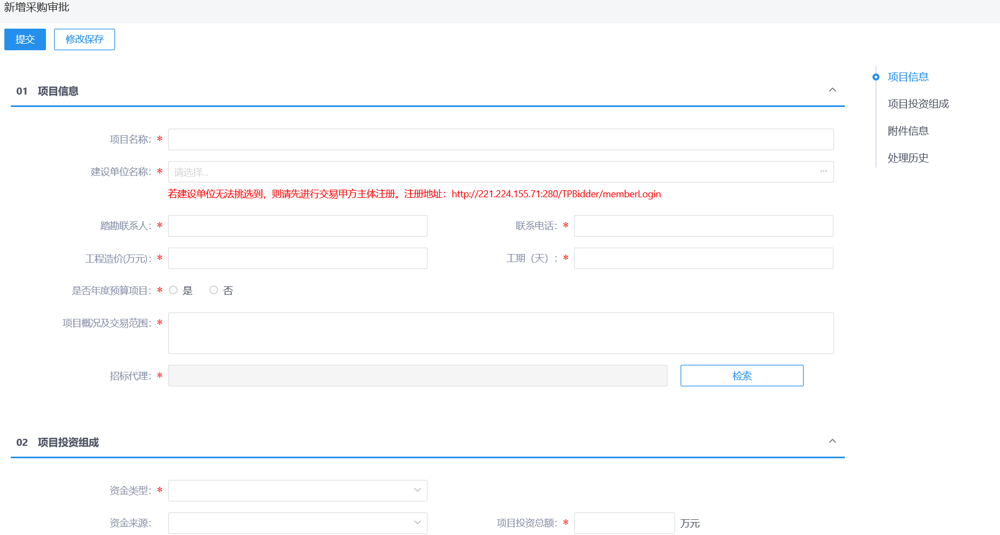 新增采购审批
提交 修改保存
项目信息
项目投资组成
附件信息
处理历史
01 项目信息
项目名称： *
建设单位名称： * 请选择... ···
若建设单位无法挑选到，则请先进行交易甲方主体注册。注册地址：http://221.224.155.71:280/TPBidder/memberLogin
踏勘联系人： * 联系电话： *
工程造价(万元)： * 工期（天）： *
是否年度预算项目： * 是 否
项目概况及交易范围： *
招标代理： * 检索
02 项目投资组成
资金类型： *
资金来源： 项目投资总额： * 万元